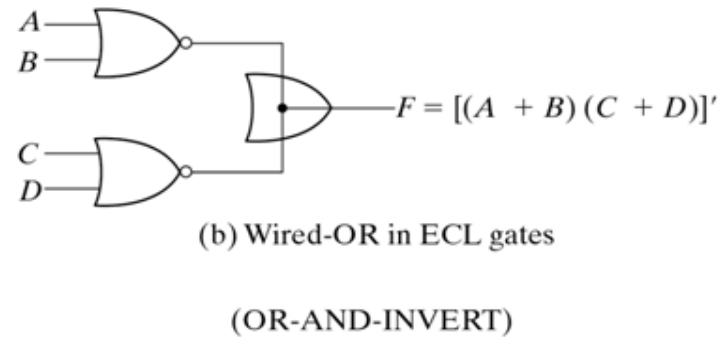 A
B
F = [(A + B) (C + D)]'
C
D
(b) Wired-OR in ECL gates
(OR-AND-INVERT)